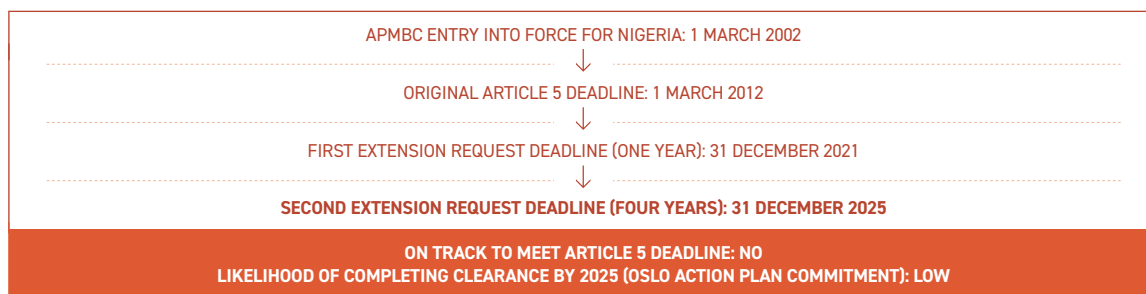 APMBC ENTRY INTO FORCE FOR NIGERIA: 1 MARCH 2002
ORIGINAL ARTICLE 5 DEADLINE: 1 MARCH 2012
FIRST EXTENSION REQUEST DEADLINE (ONE YEAR): 31 DECEMBER 2021
SECOND EXTENSION REQUEST DEADLINE (FOUR YEARS): 31 DECEMBER 2025
ON TRACK TO MEET ARTICLE 5 DEADLINE: NO
LIKELIHOOD OF COMPLETING CLEARANCE BY 2025 (OSLO ACTION PLAN COMMITMENT): LOW